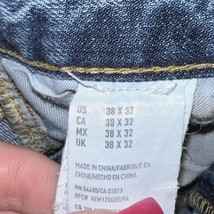 US 38 X 32
CA 38 X 32
MX 38 X 32
UK 38 X 32
MADE IN CHINA/FABRIQUÉ EN
CHINE/HECHO EN CHINA
RN 54485/CA 03873